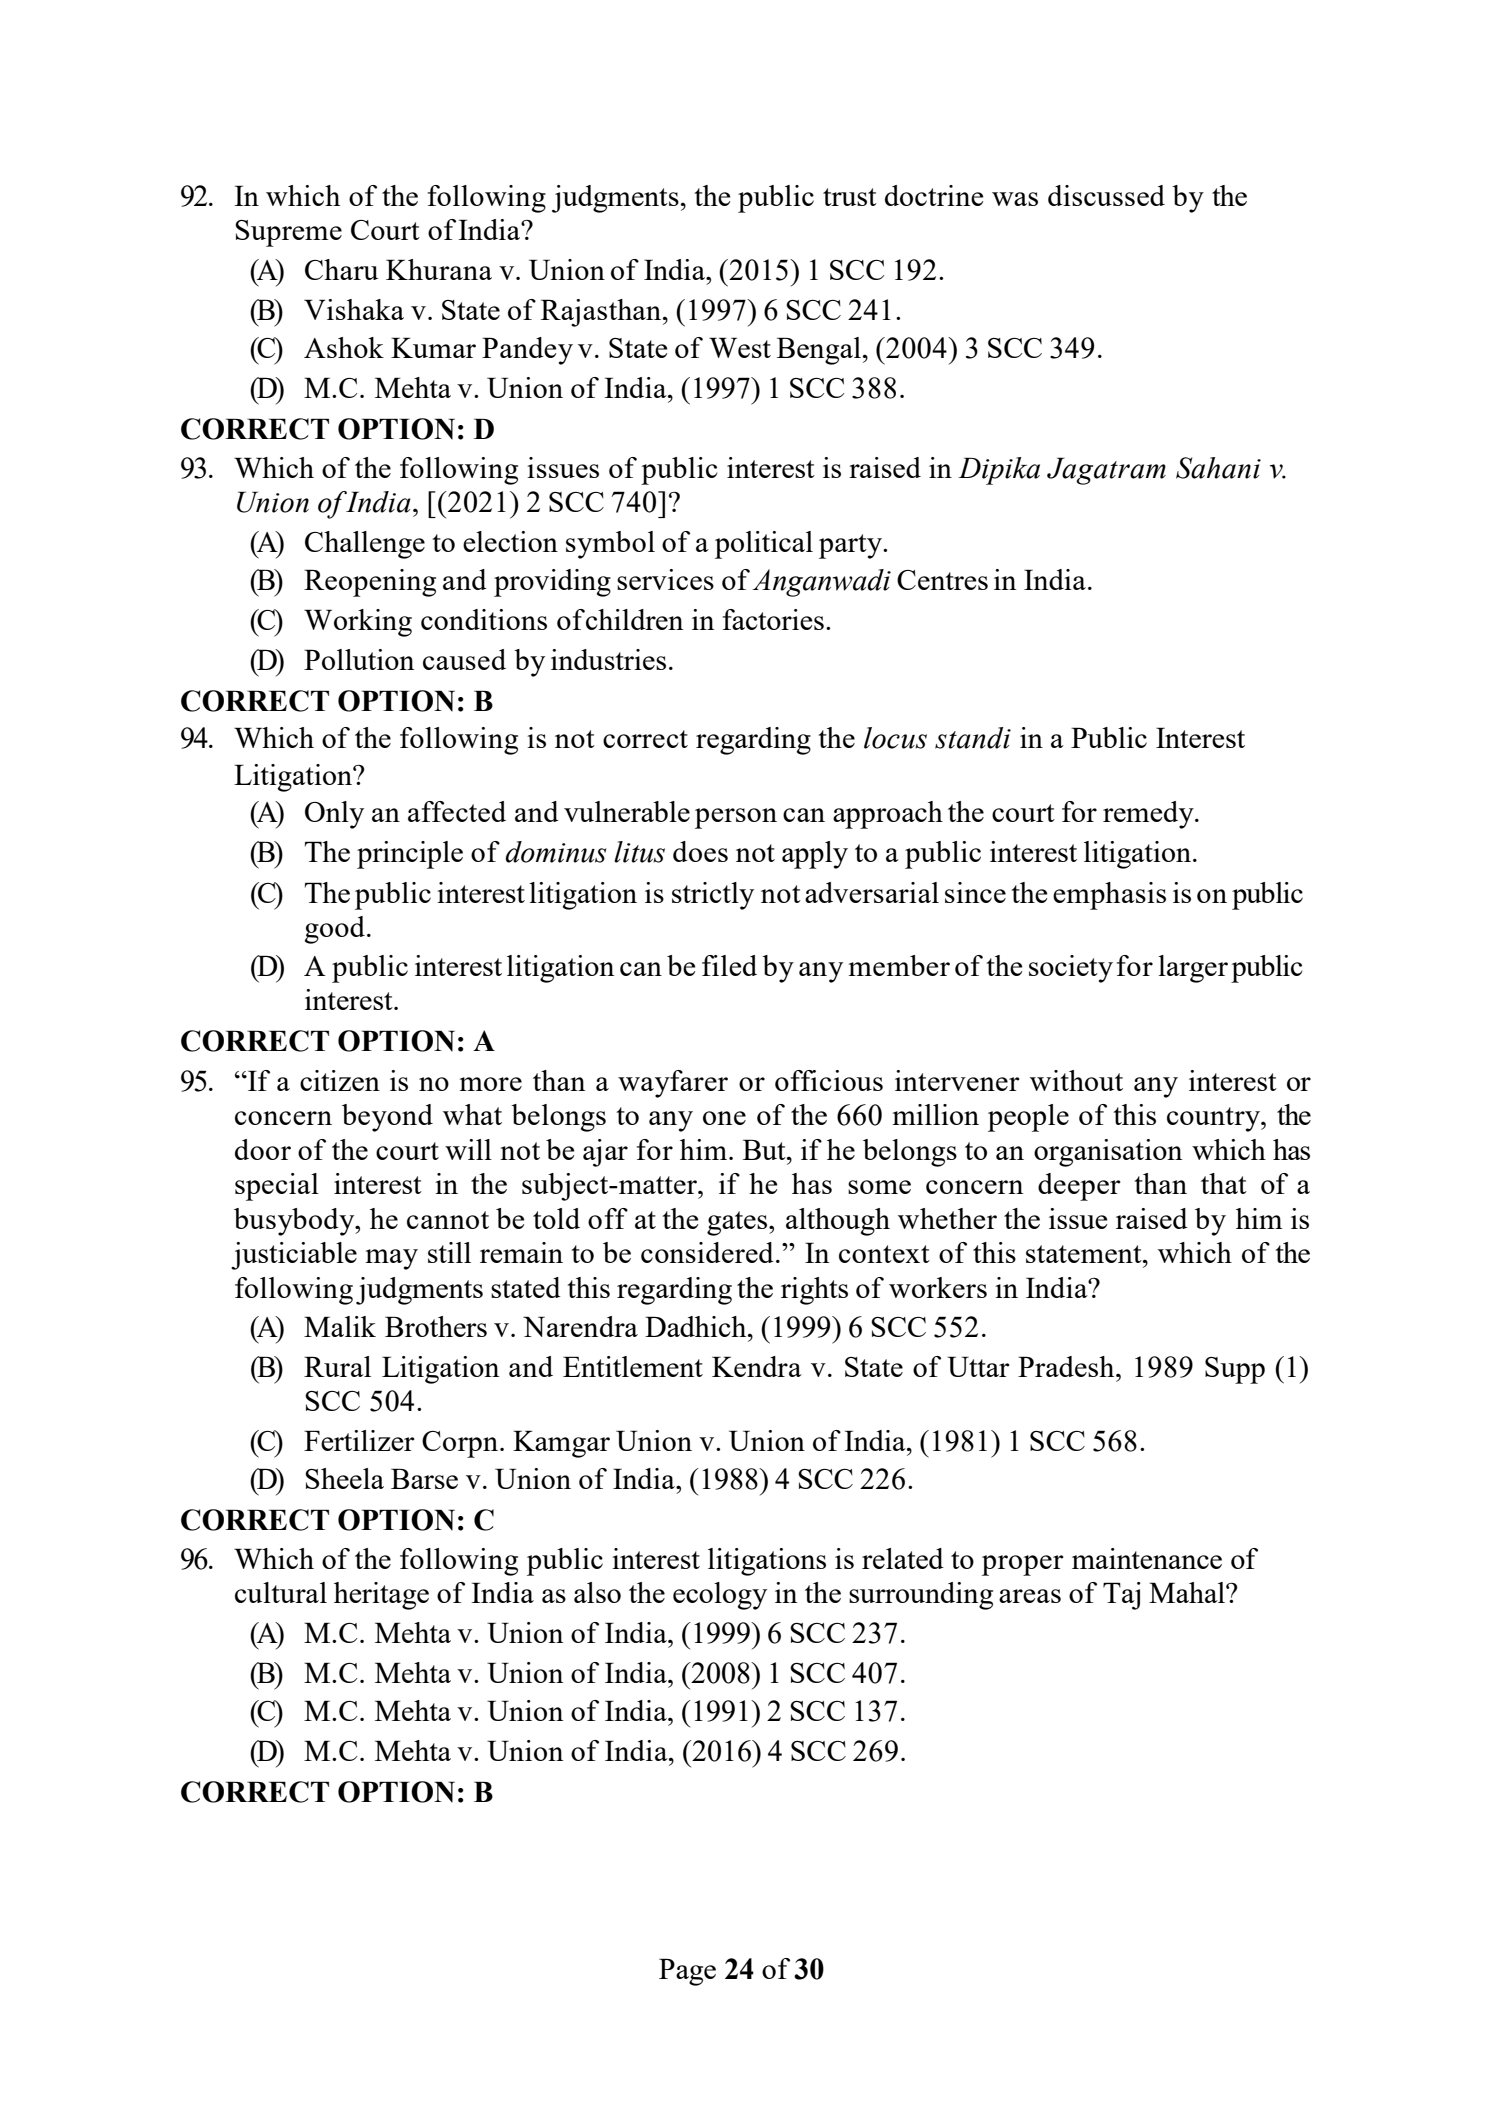 92. In which of the following judgments, the public trust doctrine was discussed by the
Supreme Court of India?
(A) Charu Khurana v. Union of India, (2015) 1 SCC 192.
(B) Vishaka v. State of Rajasthan, (1997) 6 SCC 241.
(C) Ashok Kumar Pandey v. State of West Bengal, (2004) 3 SCC 349.
(D) M.C. Mehta v. Union of India, (1997) 1 SCC 388.
CORRECT OPTION: D
93. Which of the following issues of public interest is raised in Dipika Jagatram Sahani v.
Union of India, [(2021) 2 SCC 740]?
(A) Challenge to election symbol of a political party.
(B) Reopening and providing services of Anganwadi Centres in India.
(C) Working conditions of children in factories.
(D) Pollution caused by industries.
CORRECT OPTION: B
94. Which of the following is not correct regarding the locus standi in a Public Interest
Litigation?
(A) Only an affected and vulnerable person can approach the court for remedy.
(B) The principle of dominus litus does not apply to a public interest litigation.
(C) The public interest litigation is strictly not adversarial since the emphasis is on public
good.
(D) A public interest litigation can be filed by any member of the society for larger public
interest.
CORRECT OPTION: A
95. “If a citizen is no more than a wayfarer or officious intervener without any interest or
concern beyond what belongs to any one of the 660 million people of this country, the
door of the court will not be ajar for him. But, if he belongs to an organisation which has
special interest in the subject-matter, if he has some concern deeper than that of a
busybody, he cannot be told off at the gates, although whether the issue raised by him is
justiciable may still remain to be considered.” In context of this statement, which of the
following judgments stated this regarding the rights of workers in India?
(A) Malik Brothers v. Narendra Dadhich, (1999) 6 SCC 552.
(B) Rural Litigation and Entitlement Kendra v. State of Uttar Pradesh, 1989 Supp (1)
SCC 504.
(C) Fertilizer Corpn. Kamgar Union v. Union of India, (1981) 1 SCC 568.
(D) Sheela Barse v. Union of India, (1988) 4 SCC 226.
CORRECT OPTION: C
96. Which of the following public interest litigations is related to proper maintenance of
cultural heritage of India as also the ecology in the surrounding areas of Taj Mahal?
(A) M.C. Mehta v. Union of India, (1999) 6 SCC 237.
(B) M.C. Mehta v. Union of India, (2008) 1 SCC 407.
(C) M.C. Mehta v. Union of India, (1991) 2 SCC 137.
(D) M.C. Mehta v. Union of India, (2016) 4 SCC 269.
CORRECT OPTION: B
Page 24 of 30